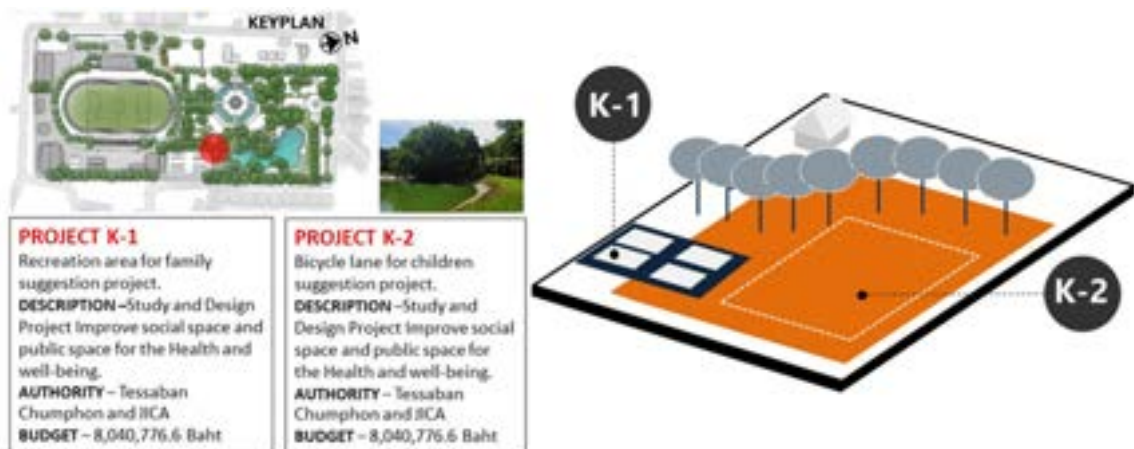 KEYPLAN
N
PROJECT K-1
Recreation area for family
suggestion project.
DESCRIPTION –Study and Design
Project Improve social space and
public space for the Health and
well-being.
AUTHORITY – Tessaban
Chumphon and JICA
BUDGET – 8,040,776.6 Baht
PROJECT K-2
Bicycle lane for children
suggestion project.
DESCRIPTION –Study and
Design Project Improve social
space and public space for
the Health and well-being.
AUTHORITY – Tessaban
Chumphon and JICA
BUDGET – 8,040,776.6 Baht
K-1
K-2